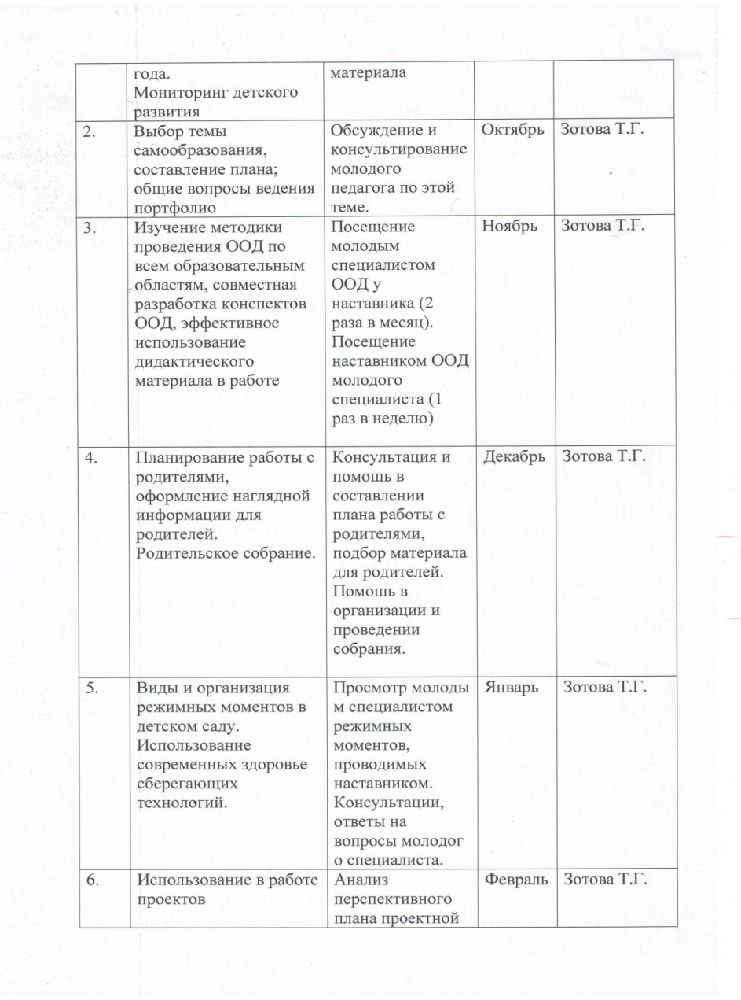 года.
Мониторинг детского
развития
материала
2.
Выбор темы
самообразования,
составление плана;
общие вопросы ведения
портфолио
Обсуждение и
консультирование
молодого
педагога по этой
теме.
Октябрь
Зотова Т.Г.
3.
Изучение методики
проведения ООД по
всем образовательным
областям, совместная
разработка конспектов
ООД, эффективное
использование
дидактического
материала в работе
Посещение
молодым
специалистом
ООД у
наставника (2
раза в месяц).
Посещение
наставником ООД
молодого
специалиста (1
раз в неделю)
Ноябрь
Зотова Т.Г.
4.
Планирование работы с
родителями,
оформление наглядной
информации для
родителей.
Родительское собрание.
Консультация и
помощь в
составлении
плана работы с
родителями,
подбор материала
для родителей.
Помощь в
организации и
проведении
собрания.
Декабрь
Зотова Т.Г.
5.
Виды и организация
режимных моментов в
детском саду.
Использование
современных здоровье
сберегающих
технологий.
Просмотр молоды
м специалистом
режимных
моментов,
проводимых
наставником.
Консультации,
ответы на
вопросы молодог
о специалиста.
Январь
Зотова Т.Г.
6.
Использование в работе
проектов
Анализ
перспективного
плана проектной
Февраль
Зотова Т.Г.